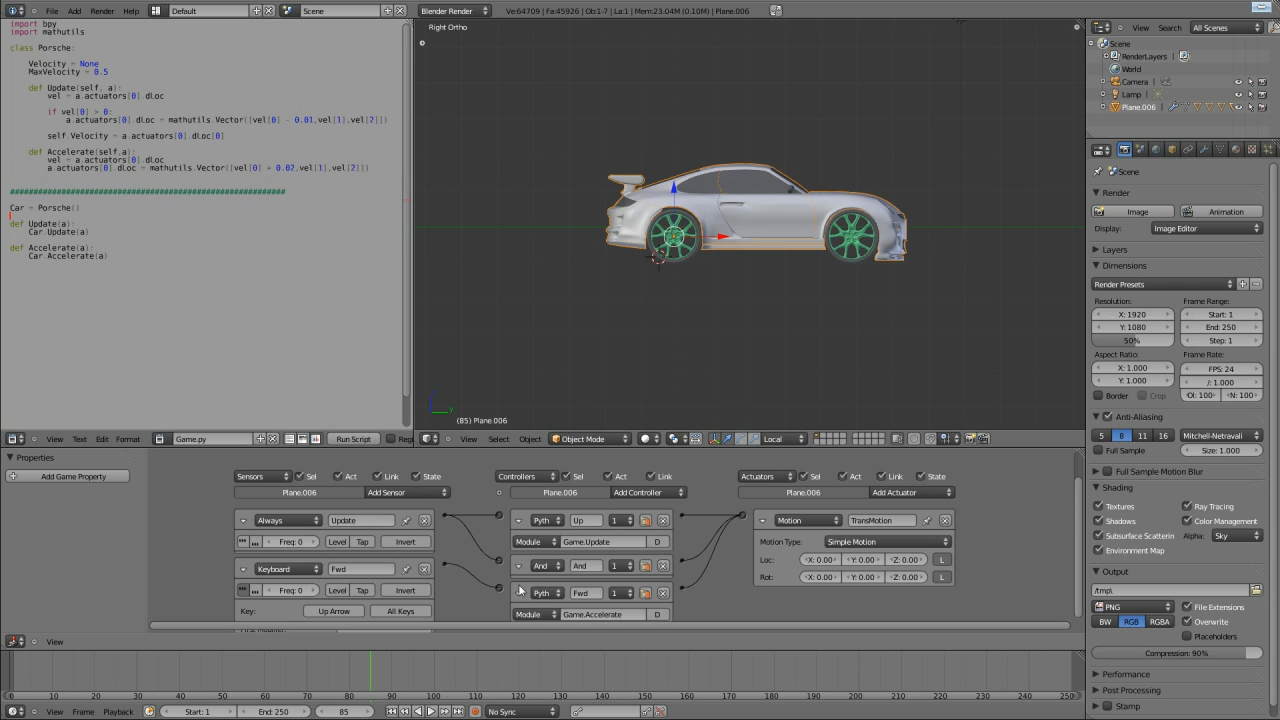 File Add Render Help Default Scene Blender Render Ve:64709 | Fa:45926 | Ob:1-7 | La:1 | Mem:23.04M (0.10M) | Plane.006
import bpy
import mathutils
class Porsche:
Velocity = None
MaxVelocity = 0.5
def Update(self, a):
vel = a.actuators[0].dLoc
if vel[0] > 0:
a.actuators[0].dLoc = mathutils.Vector([vel[0] - 0.01,vel[1],vel[2]])
self.Velocity = a.actuators[0].dLoc[0]
def Accelerate(self,a):
vel = a.actuators[0].dLoc
a.actuators[0].dLoc = mathutils.Vector([vel[0] + 0.02,vel[1],vel[2]])
Car = Porsche()
def Update(a):
Car.Update(a)
def Accelerate(a):
Car.Accelerate(a)
View Text Edit Format Game.py Run Script
Right Ortho
y
(85) Plane.006
View Select Object Object Mode Local
View Search All Scenes
Scene
RenderLayers
World
Camera
Lamp
Plane.006
Scene
Render
Image Animation
Display: Image Editor
Layers
Dimensions
Render Presets
Resolution: Frame Range:
X: 1920 Start: 1
Y: 1080 End: 250
50% Step: 1
Aspect Ratio: Frame Rate:
X: 1.000 FPS: 24
Y: 1.000 /: 1.000
Border Crop :Ol: 100 N: 100
Anti-Aliasing
5 8 11 16 Mitchell-Netravali
Full Sample Size: 1.000
Full Sample Motion Blur
Shading
Textures Ray Tracing
Shadows Color Management
Subsurface Scatterin Alpha: Sky
Environment Map
Output
/tmp\
PNG File Extensions
BW RGB RGBA Overwrite
Placeholders
Compression: 90%
Performance
Post Processing
Stamp
Properties
Add Game Property
Sensors Sel Act Link State
Plane.006 Add Sensor
Always Update
Freq: 0 Level Tap Invert
Keyboard Fwd
Freq: 0 Level Tap Invert
Key: Up Arrow All Keys
Controllers Sel Act Link
Plane.006 Add Controller
Pyth Up 1
Module Game.Update D
And And 1
Pyth Fwd 1
Module Game.Accelerate D
Actuators Sel Act Link State
Plane.006 Add Actuator
Motion TransMotion
Motion Type: Simple Motion
Loc: X: 0.00 Y: 0.00 Z: 0.00 L
Rot: X: 0.00 Y: 0.00 Z: 0.00 L
View
0 10 20 30 40 50 60 70 80 90 100 110 120 130 140 150 160 170 180 190 200 210 220 230 240 250
View Frame Playback Start: 1 End: 250 85 No Sync